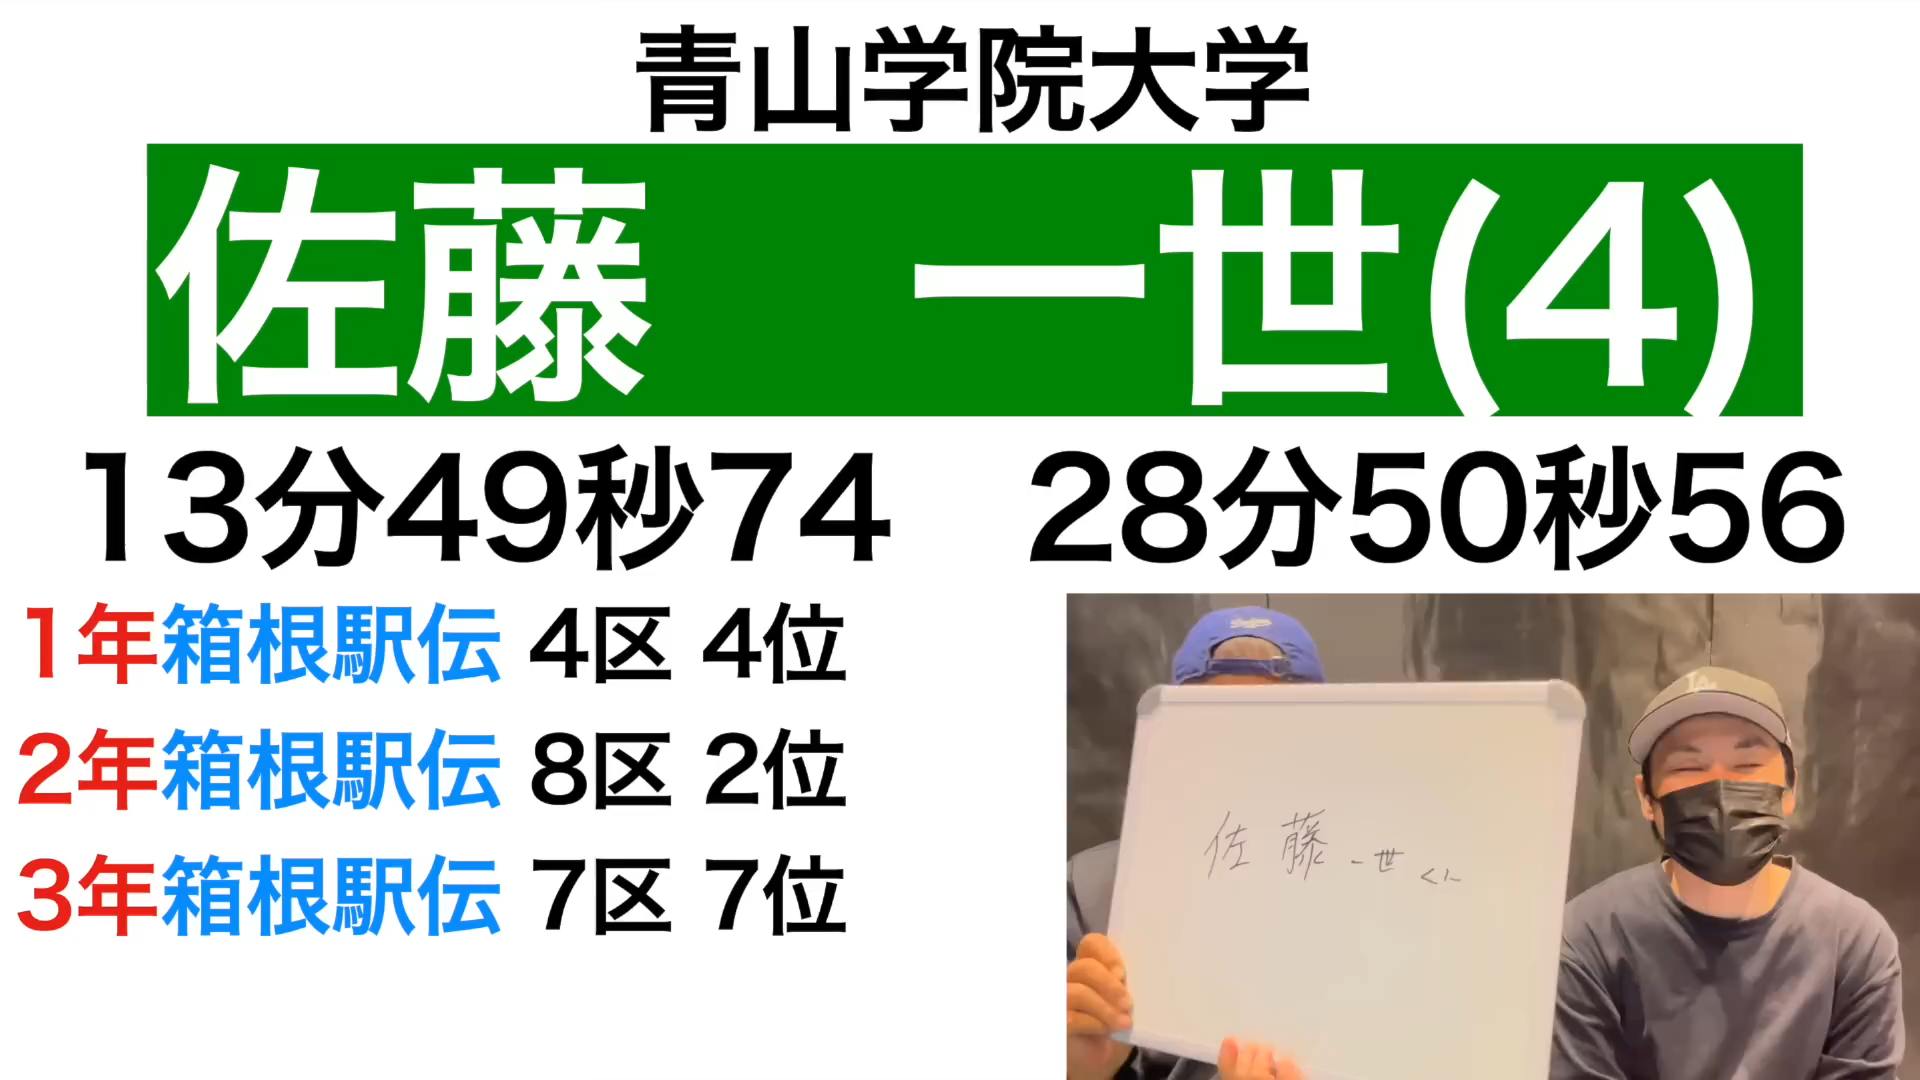 青山学院大学
佐藤　一世(4)
13分49秒74　28分50秒56
1年箱根駅伝 4区 4位
2年箱根駅伝 8区 2位
3年箱根駅伝 7区 7位
佐藤一世くん
LA